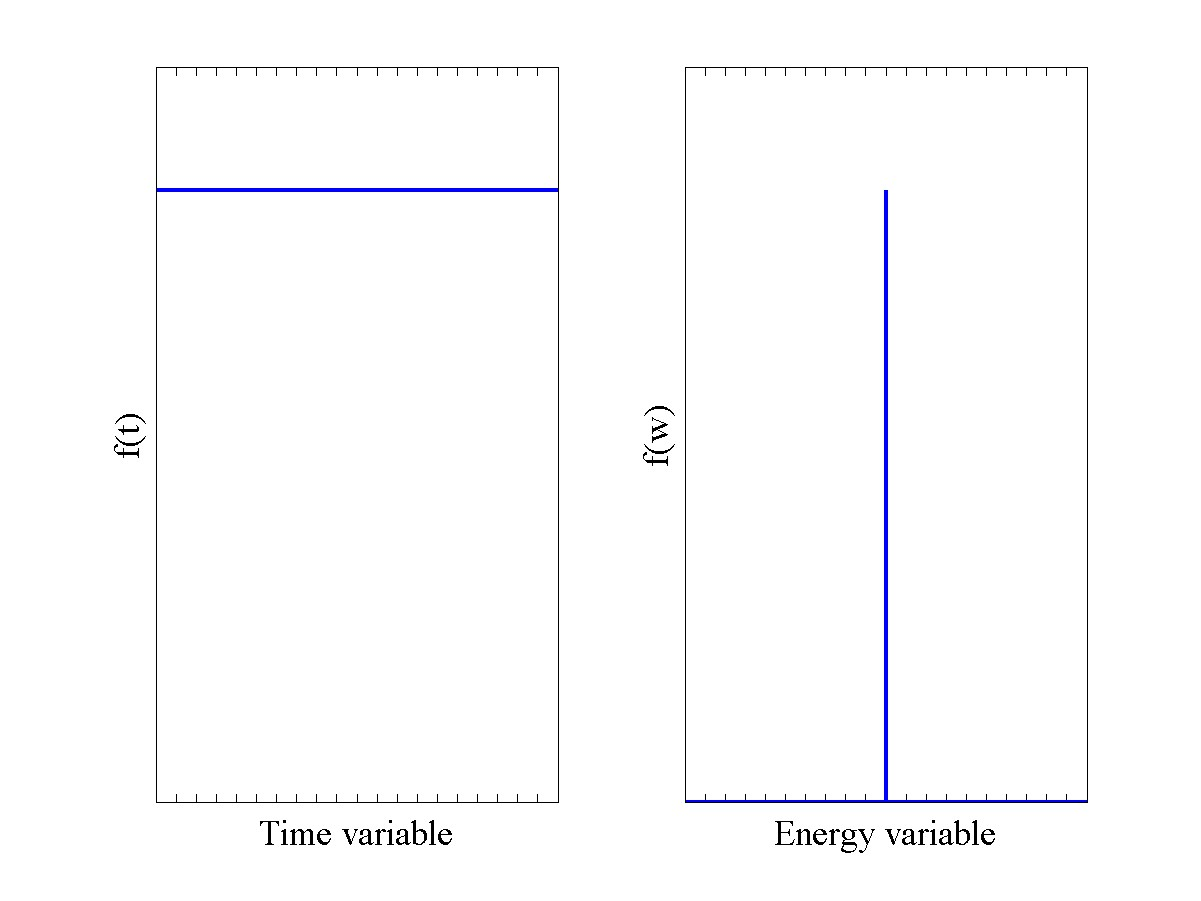 f(t)
Time variable
f(w)
Energy variable